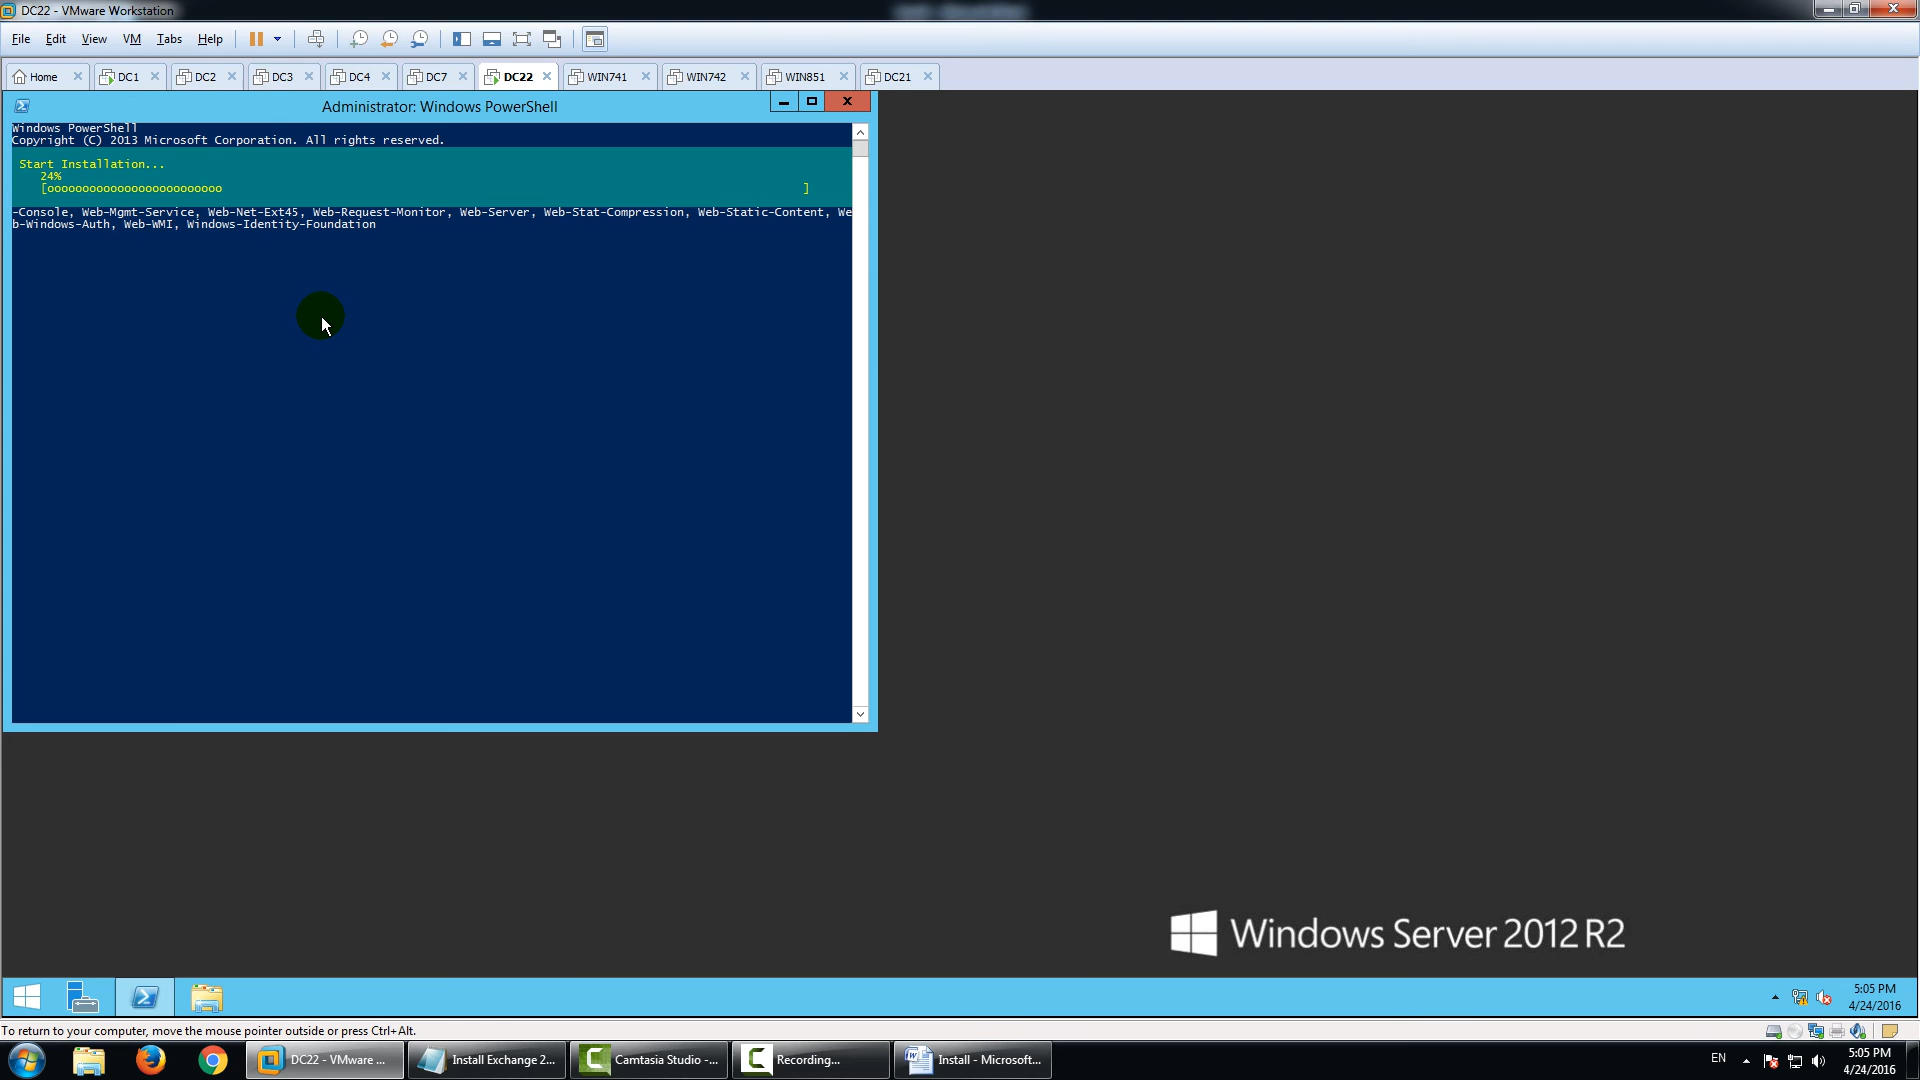 DC22 - VMware Workstation
File Edit View VM Tabs Help
Home DC1 DC2 DC3 DC4 DC7 DC22 WIN741 WIN742 WIN851 DC21
Administrator: Windows PowerShell
Windows PowerShell
Copyright (C) 2013 Microsoft Corporation. All rights reserved.
Start Installation...
24%
[ooooooooooooooooooooooooo ]
-Console, Web-Mgmt-Service, Web-Net-Ext45, Web-Request-Monitor, Web-Server, Web-Stat-Compression, Web-Static-Content, We
b-Windows-Auth, Web-WMI, Windows-Identity-Foundation
Windows Server 2012 R2
5:05 PM
4/24/2016
To return to your computer, move the mouse pointer outside or press Ctrl+Alt.
DC22 - VMware ... Install Exchange 2... Camtasia Studio -... Recording... Install - Microsoft... EN
5:05 PM
4/24/2016